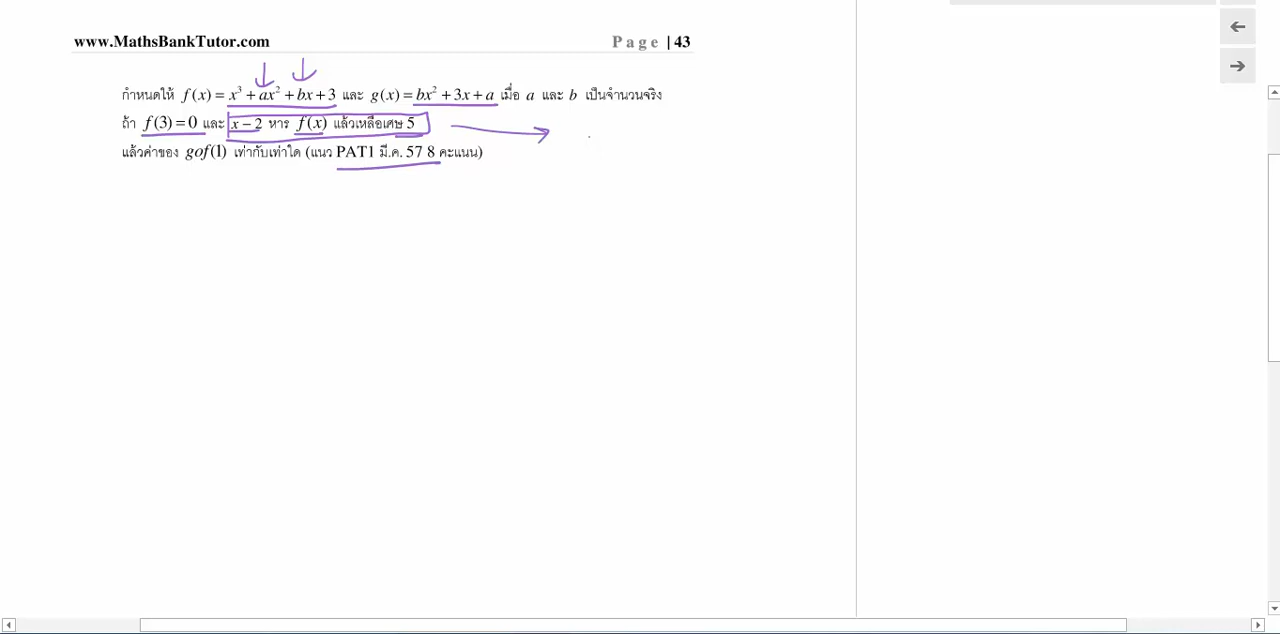 www.MathsBankTutor.com Page | 43
กำหนดให้ f(x) = x³ + ax² + bx + 3 และ g(x) = bx² + 3x + a เมื่อ a และ b เป็นจำนวนจริง
ถ้า f(3) = 0 และ x − 2 หาร f(x) แล้วเหลือเศษ 5
แล้วค่าของ gof(1) เท่ากับเท่าใด (แนว PAT1 มี.ค. 57 8 คะแนน)